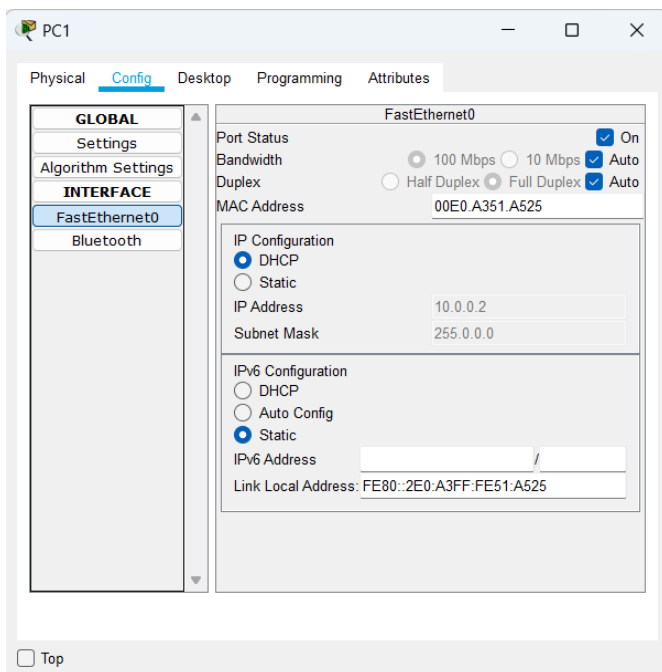 PC1
Physical Config Desktop Programming Attributes
GLOBAL
Settings
Algorithm Settings
INTERFACE
FastEthernet0
Bluetooth
FastEthernet0
Port Status On
Bandwidth 100 Mbps 10 Mbps Auto
Duplex Half Duplex Full Duplex Auto
MAC Address 00E0.A351.A525
IP Configuration
DHCP
Static
IP Address 10.0.0.2
Subnet Mask 255.0.0.0
IPv6 Configuration
DHCP
Auto Config
Static
IPv6 Address /
Link Local Address: FE80::2E0:A3FF:FE51:A525
Top